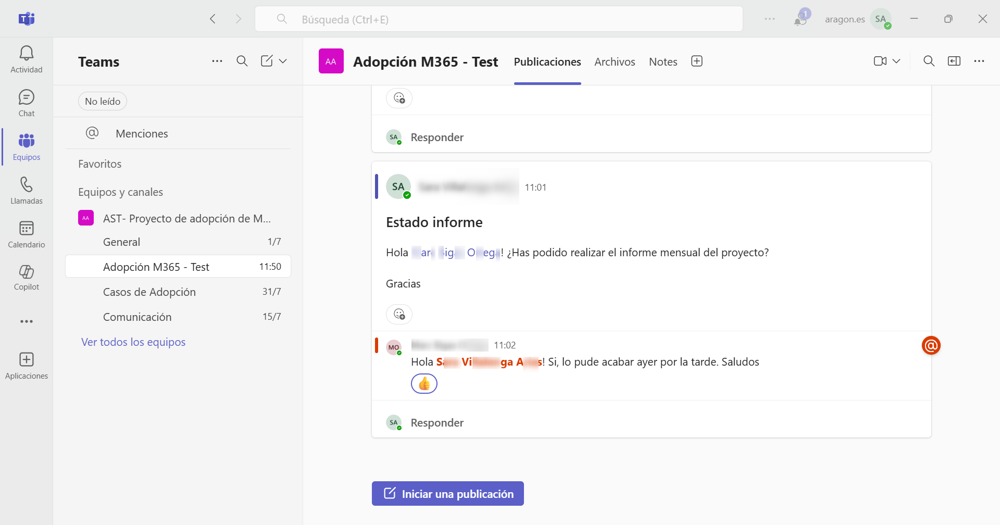 Búsqueda (Ctrl+E)
1
aragon.es
SA
Actividad
Chat
Equipos
Llamadas
Calendario
Copilot
Aplicaciones
Teams
No leído
@ Menciones
Favoritos
Equipos y canales
AA AST- Proyecto de adopción de M...
General 1/7
Adopción M365 - Test 11:50
Casos de Adopción 31/7
Comunicación 15/7
Ver todos los equipos
AA Adopción M365 - Test Publicaciones Archivos Notes
SA Responder
SA 11:01
Estado informe
Hola ! ¿Has podido realizar el informe mensual del proyecto?
Gracias
MO 11:02
@
Hola ! Si, lo pude acabar ayer por la tarde. Saludos
SA Responder
Iniciar una publicación